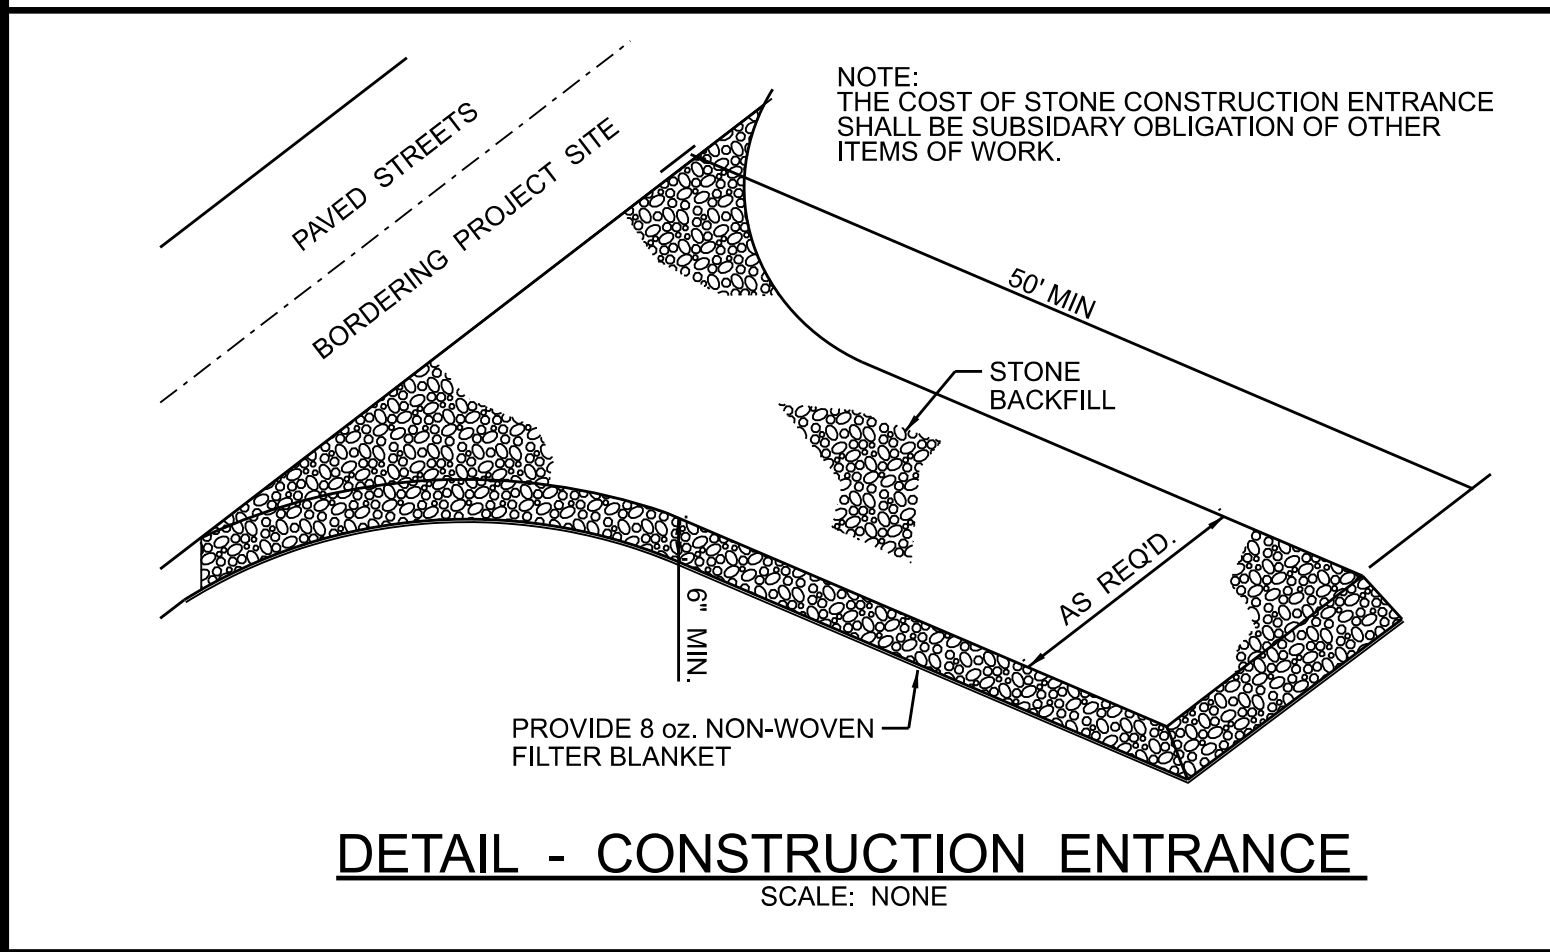 NOTE:
THE COST OF STONE CONSTRUCTION ENTRANCE
SHALL BE SUBSIDARY OBLIGATION OF OTHER
ITEMS OF WORK.
PAVED STREETS
BORDERING PROJECT SITE
50' MIN
STONE
BACKFILL
AS REQ'D.
6" MIN.
PROVIDE 8 oz. NON-WOVEN
FILTER BLANKET
DETAIL - CONSTRUCTION ENTRANCE
SCALE: NONE